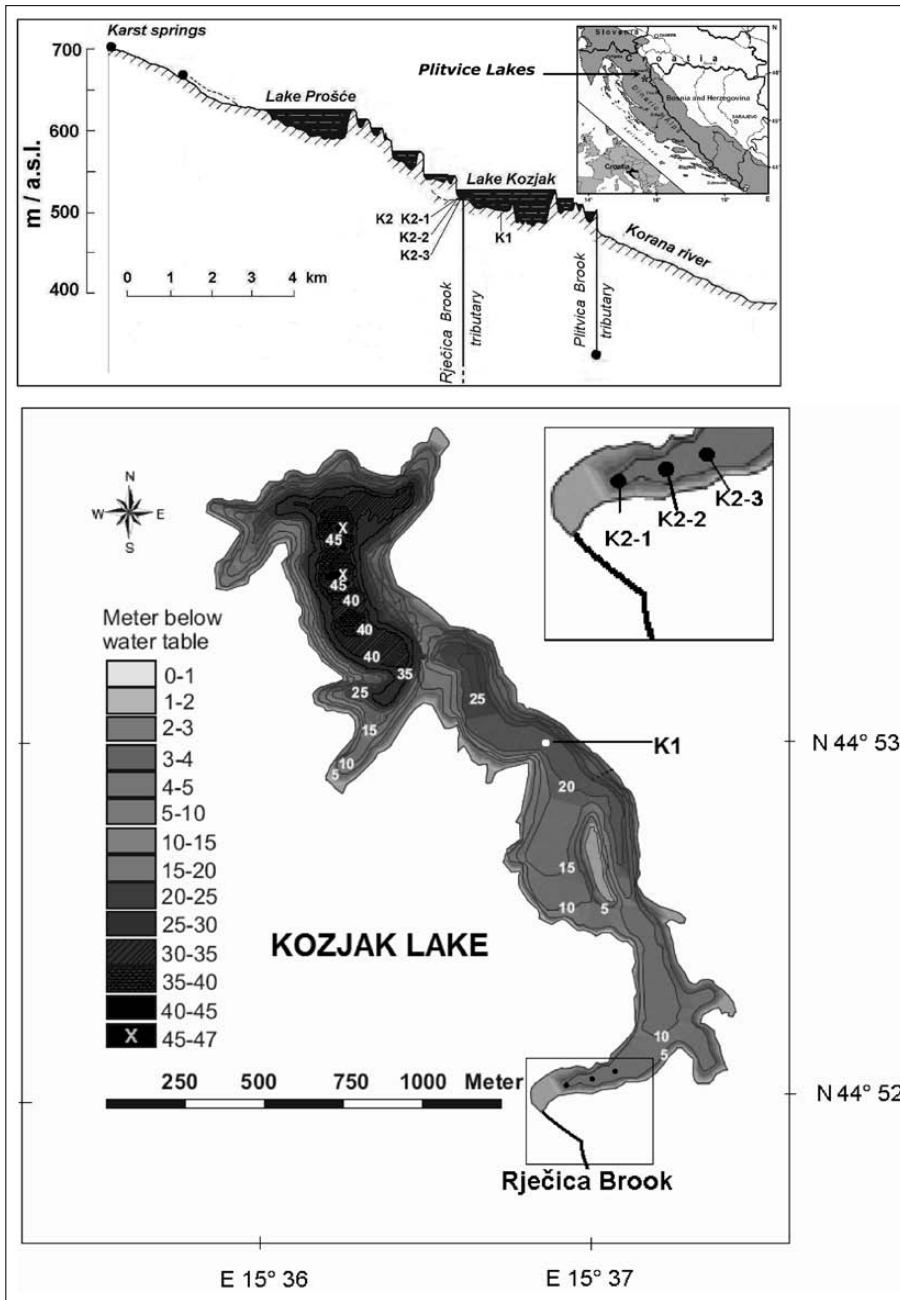 Karst springs
700
600
500
400
m / a.s.l.
Lake Prošće
Lake Kozjak
K2 K2-1
K2-2
K2-3
K1
0 1 2 3 4 km
Rječica Brook
tributary
Plitvica Brook
tributary
Korana river
Plitvice Lakes
Slovenia
Croatia
Bosnia and Herzegovina
SARAJEVO
Croatia
N
E
N
W E
S
Meter below
water table
0-1
1-2
2-3
3-4
4-5
5-10
10-15
15-20
20-25
25-30
30-35
35-40
40-45
X 45-47
X
45
X
45
40
40
40
35
25
15
10
5
25
K1
20
15
10
5
10
5
KOZJAK LAKE
250 500 750 1000 Meter
Rječica Brook
K2-1
K2-2
K2-3
N 44° 53
N 44° 52
E 15° 36
E 15° 37